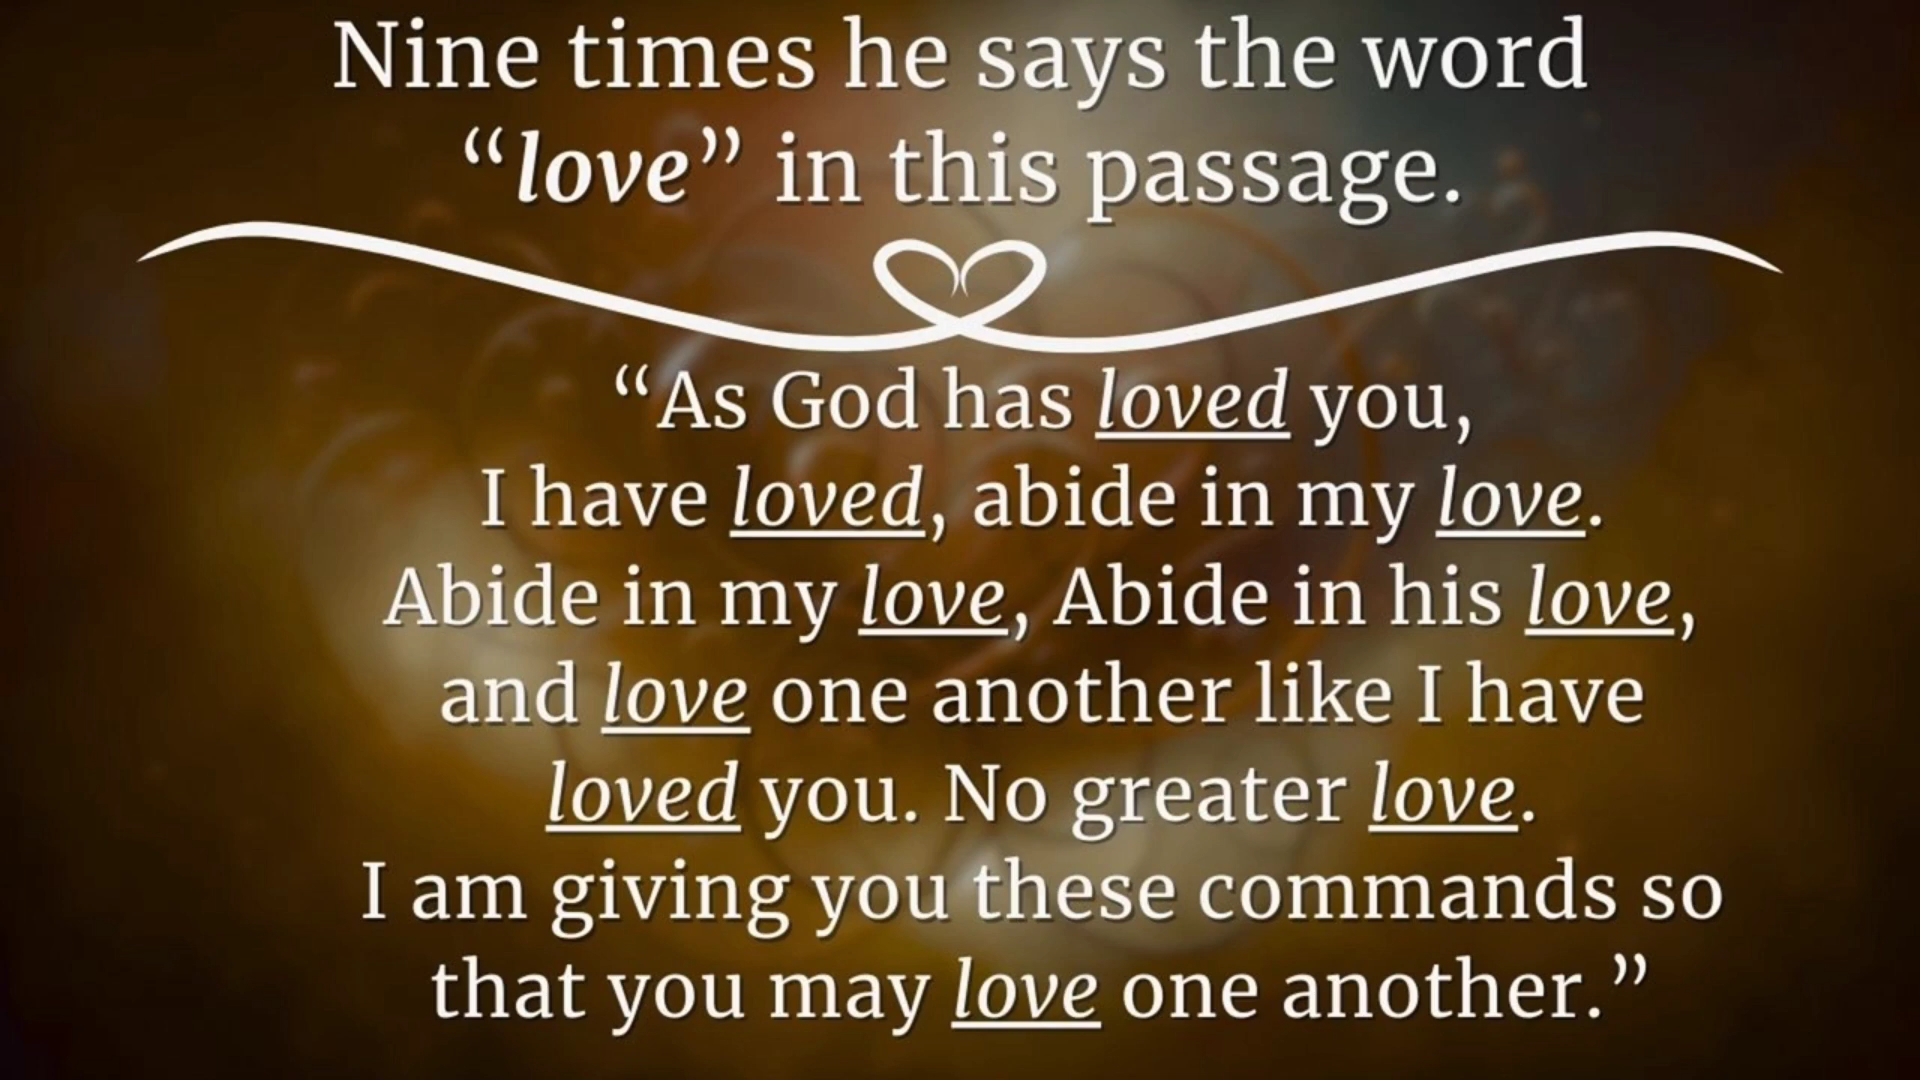 Nine times he says the word
“love” in this passage.
“As God has loved you,
I have loved, abide in my love.
Abide in my love, Abide in his love,
and love one another like I have
loved you. No greater love.
I am giving you these commands so
that you may love one another.”